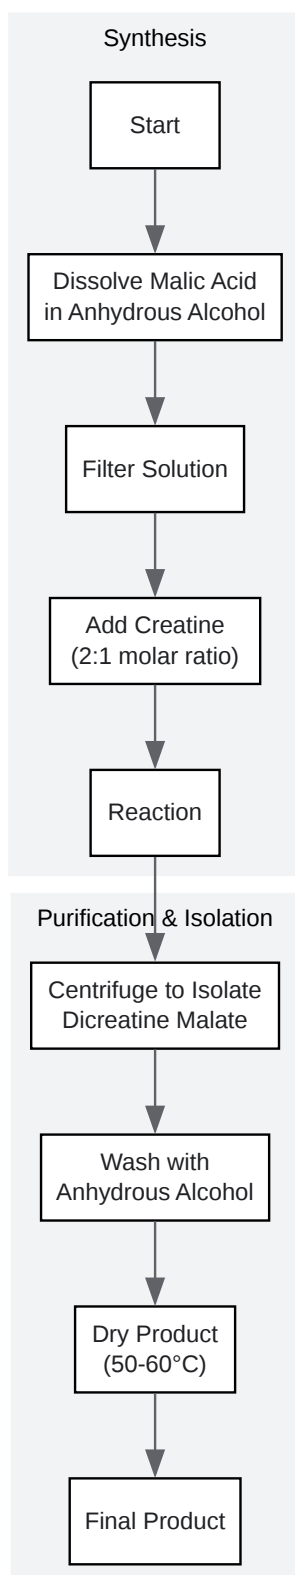 Synthesis
Start
Dissolve Malic Acid
in Anhydrous Alcohol
Filter Solution
Add Creatine
(2:1 molar ratio)
Reaction
Purification & Isolation
Centrifuge to Isolate
Dicreatine Malate
Wash with
Anhydrous Alcohol
Dry Product
(50-60°C)
Final Product